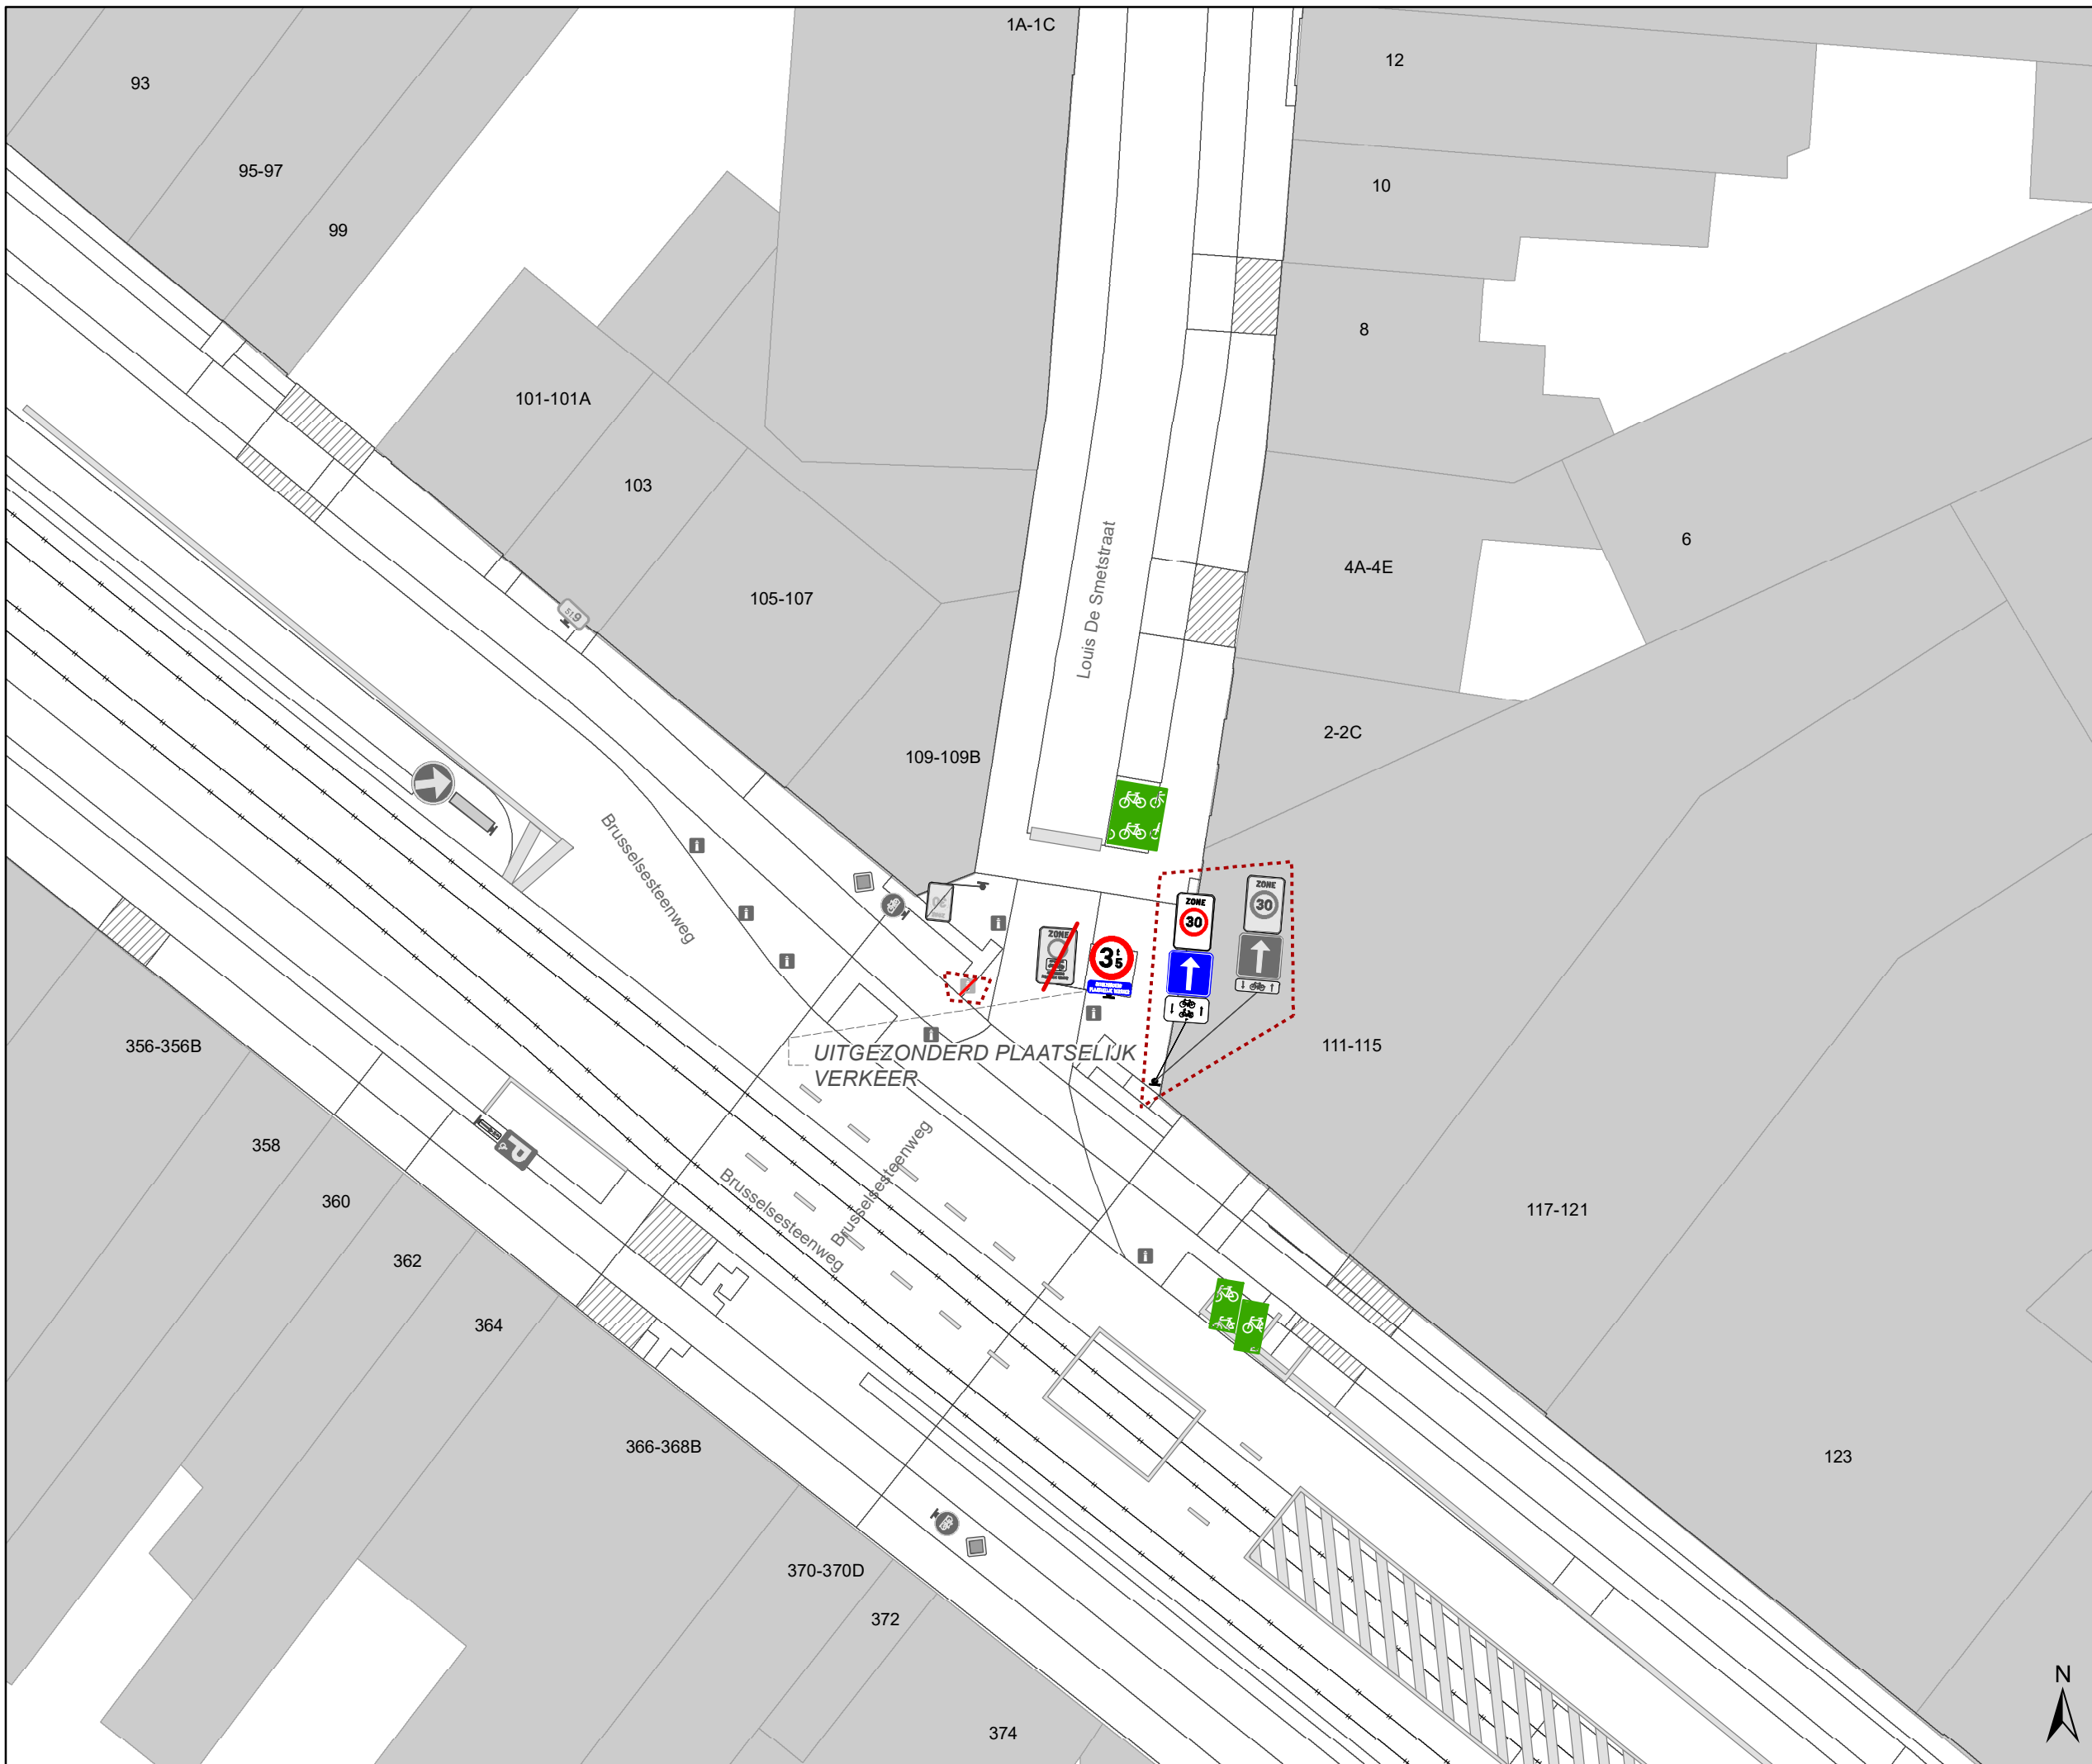 1A-1C
12
93
95-97
10
99
8
101-101A
103
6
4A-4E
105-107
Louis De Smetstraat
2-2C
109-109B
Brusselsesteenweg
ZONE
30
ZONE
30
ZONE
3t5
UITGEZONDERD PLAATSELIJK
VERKEER
356-356B
111-115
358
P
Brusselsesteenweg
Brusselsesteenweg
360
117-121
362
364
366-368B
123
370-370D
372
N
374